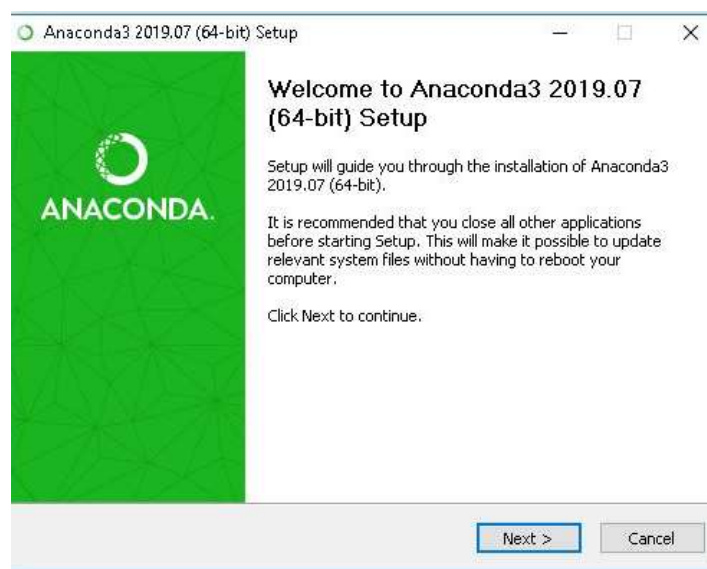 Anaconda3 2019.07 (64-bit) Setup
Welcome to Anaconda3 2019.07
(64-bit) Setup
Setup will guide you through the installation of Anaconda3
2019.07 (64-bit).
It is recommended that you close all other applications
before starting Setup. This will make it possible to update
relevant system files without having to reboot your
computer.
Click Next to continue.
ANACONDA.
Next >
Cancel